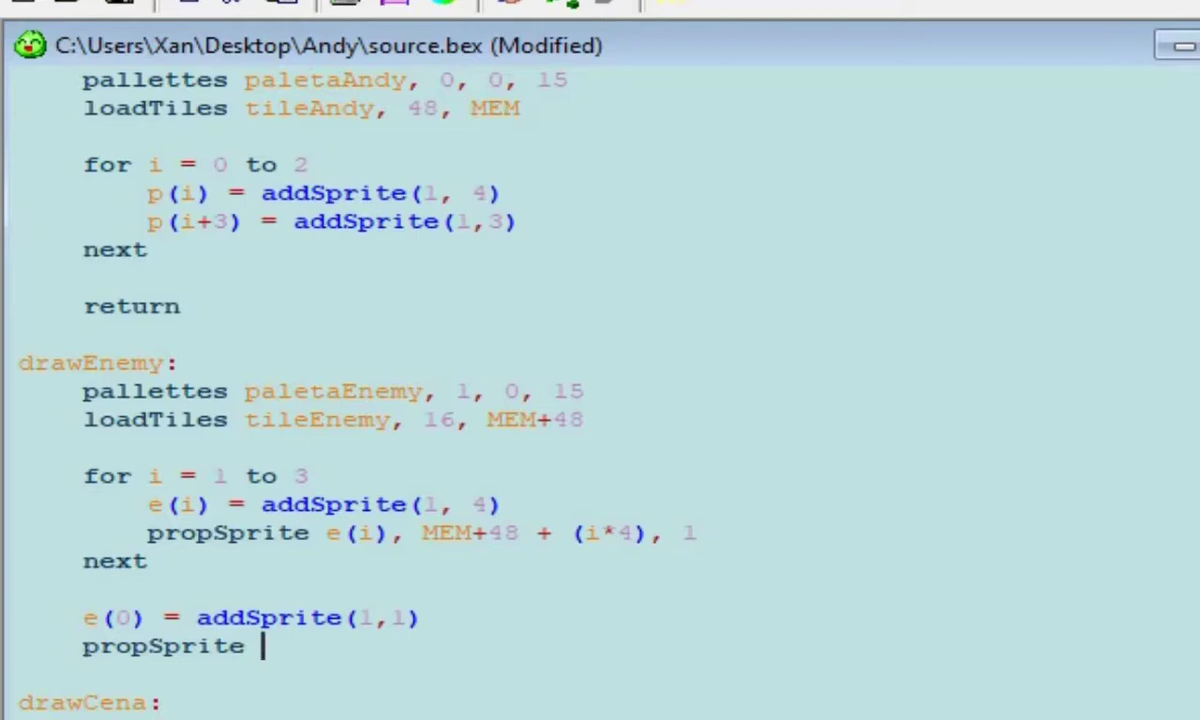 C:\Users\Xan\Desktop\Andy\source.bex (Modified)
pallettes paletaAndy, 0, 0, 15
loadTiles tileAndy, 48, MEM
for i = 0 to 2
p(i) = addSprite(1, 4)
p(i+3) = addSprite(1,3)
next
return
drawEnemy:
pallettes paletaEnemy, 1, 0, 15
loadTiles tileEnemy, 16, MEM+48
for i = 1 to 3
e(i) = addSprite(1, 4)
propSprite e(i), MEM+48 + (i*4), 1
next
e(0) = addSprite(1,1)
propSprite
drawCena: